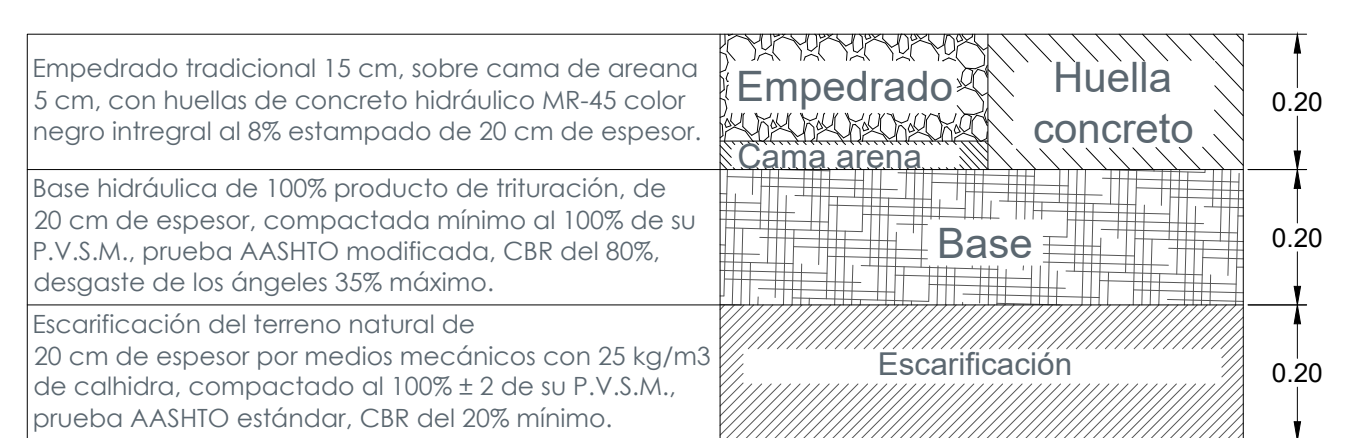 Empedrado tradicional 15 cm, sobre cama de areana
5 cm, con huellas de concreto hidráulico MR-45 color
negro intregral al 8% estampado de 20 cm de espesor.
Empedrado
Cama arena
Huella
concreto
0.20
Base hidráulica de 100% producto de trituración, de
20 cm de espesor, compactada mínimo al 100% de su
P.V.S.M., prueba AASHTO modificada, CBR del 80%,
desgaste de los ángeles 35% máximo.
Base
0.20
Escarificación del terreno natural de
20 cm de espesor por medios mecánicos con 25 kg/m3
de calhidra, compactado al 100% ± 2 de su P.V.S.M.,
prueba AASHTO estándar, CBR del 20% mínimo.
Escarificación
0.20